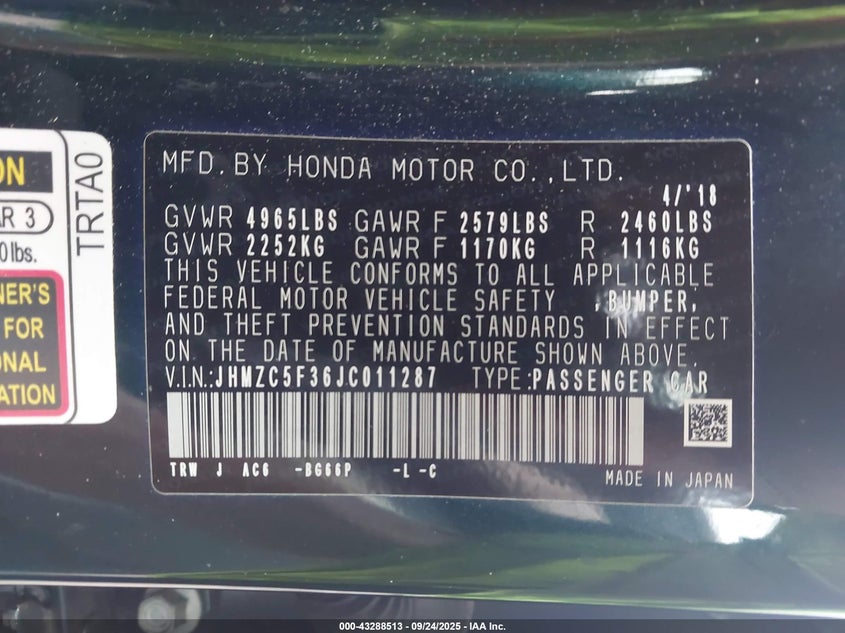 ON
AR 3
0 lbs.
NER'S
FOR
ONAL
ATION
TRTA0
MFD. BY HONDA MOTOR CO., LTD.
4/'18
GVWR 4965LBS GAWR F 2579LBS R 2460LBS
GVWR 2252KG GAWR F 1170KG R 1116KG
THIS VEHICLE CONFORMS TO ALL APPLICABLE
FEDERAL MOTOR VEHICLE SAFETY ,BUMPER,
AND THEFT PREVENTION STANDARDS IN EFFECT
ON THE DATE OF MANUFACTURE SHOWN ABOVE.
V.I.N.:JHMZC5F36JC011287 TYPE:PASSENGER CAR
TRW J AC6 -BG66P -L -C
MADE IN JAPAN
000-43288513 - 09/24/2025 - IAA Inc.